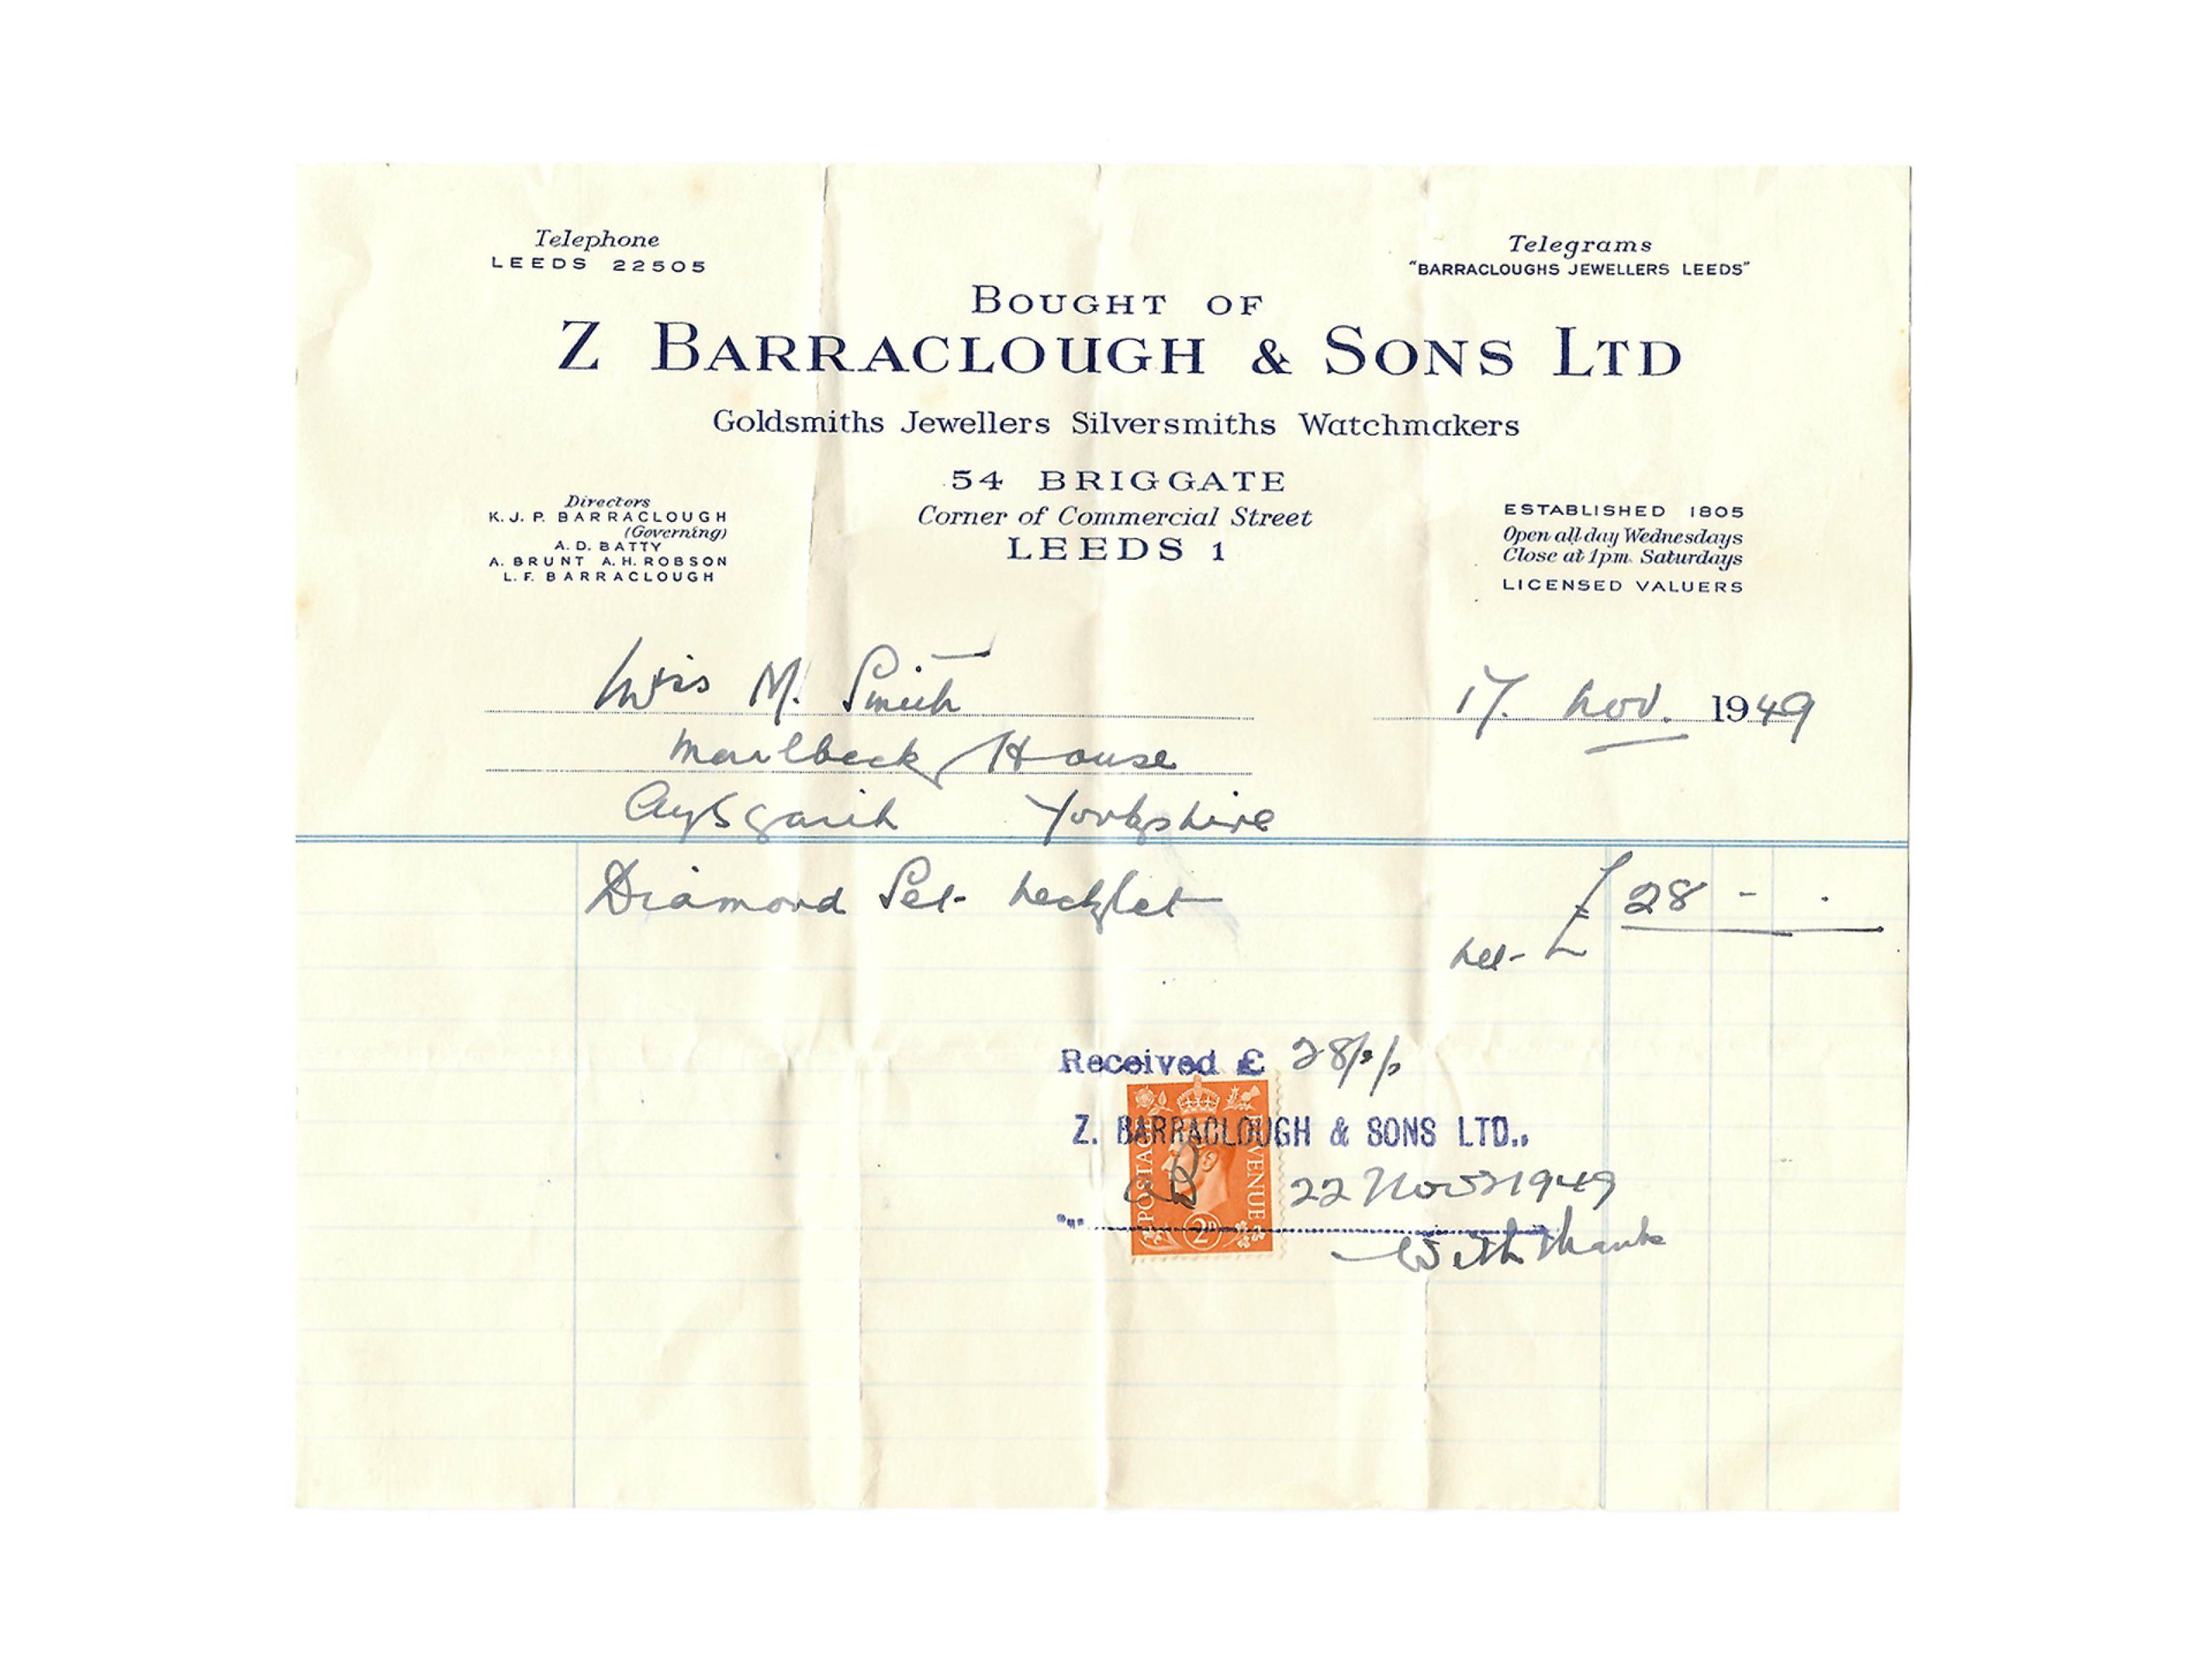 Telephone
LEEDS 22505
Telegrams
"BARRACLOUGHS JEWELLERS LEEDS"
BOUGHT OF
Z BARRACLOUGH & SONS LTD
Goldsmiths Jewellers Silversmiths Watchmakers
54 BRIGGATE
Corner of Commercial Street
LEEDS 1
Directors
K. J. P. BARRACLOUGH
(Governing)
A. D. BATTY
A. BRUNT A. H. ROBSON
L. F. BARRACLOUGH
ESTABLISHED 1805
Open all day Wednesdays
Close at 1pm. Saturdays
LICENSED VALUERS
Miss M. Smith
17. Nov. 1949
House
Aysgarth Yorkshire
Diamond Set necklet £ 28 - .
Received £ 28/
Z. BARRACLOUGH & SONS LTD.,
POSTAGE REVENUE
22 Nov 1949
2D
With thanks